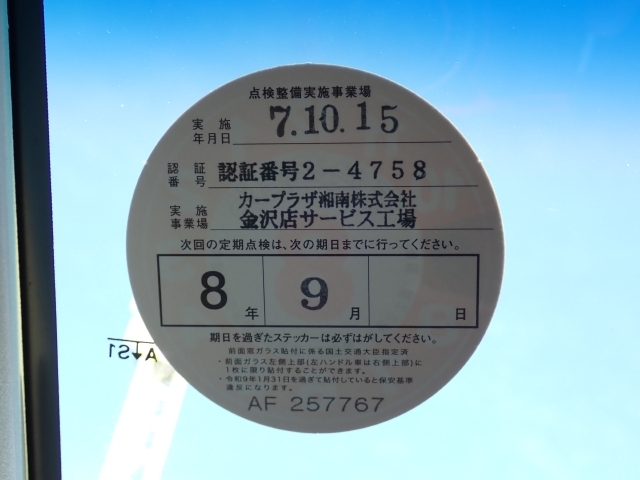 点検整備実施事業場
実施
年月日
7.10.15
認証
番号
認証番号2-4758
実施
事業場
カープラザ湘南株式会社
金沢店サービス工場
次回の定期点検は、次の期日までに行ってください。
8年 9月 日
期日を過ぎたステッカーは必ずはがしてください。
前面窓ガラス貼付に係る国土交通大臣指定済
・前面ガラス左側上部(左ハンドル車は右側上部)に
1枚に限り貼付することができます。
・令和9年1月31日を過ぎて貼付していると保安基準
違反になります。
AF 257767
A↓S1